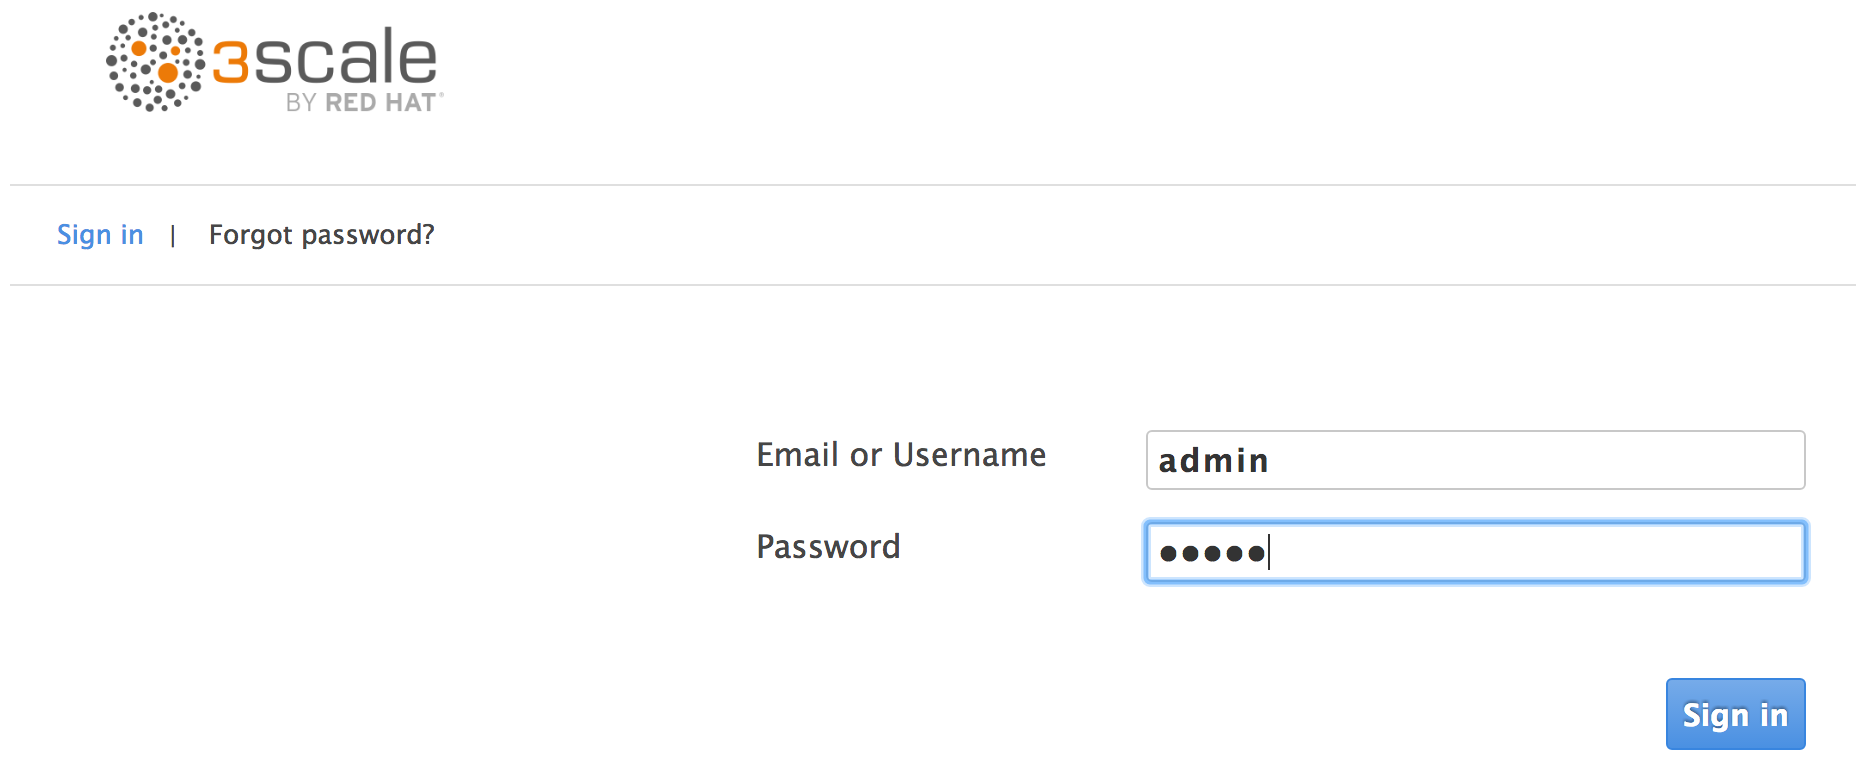 3scale
BY RED HAT®
Sign in | Forgot password?
Email or Username admin
Password •••••
Sign in